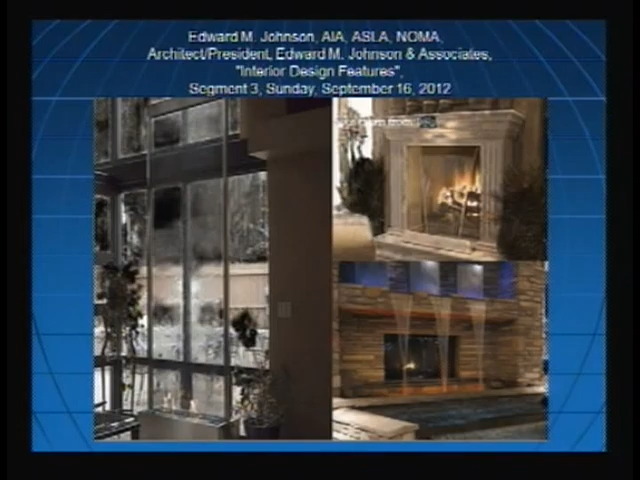 Edward M. Johnson, AIA, ASLA, NOMA,
Architect/President, Edward M. Johnson & Associates,
"Interior Design Features",
Segment 3, Sunday, September 16, 2012
from